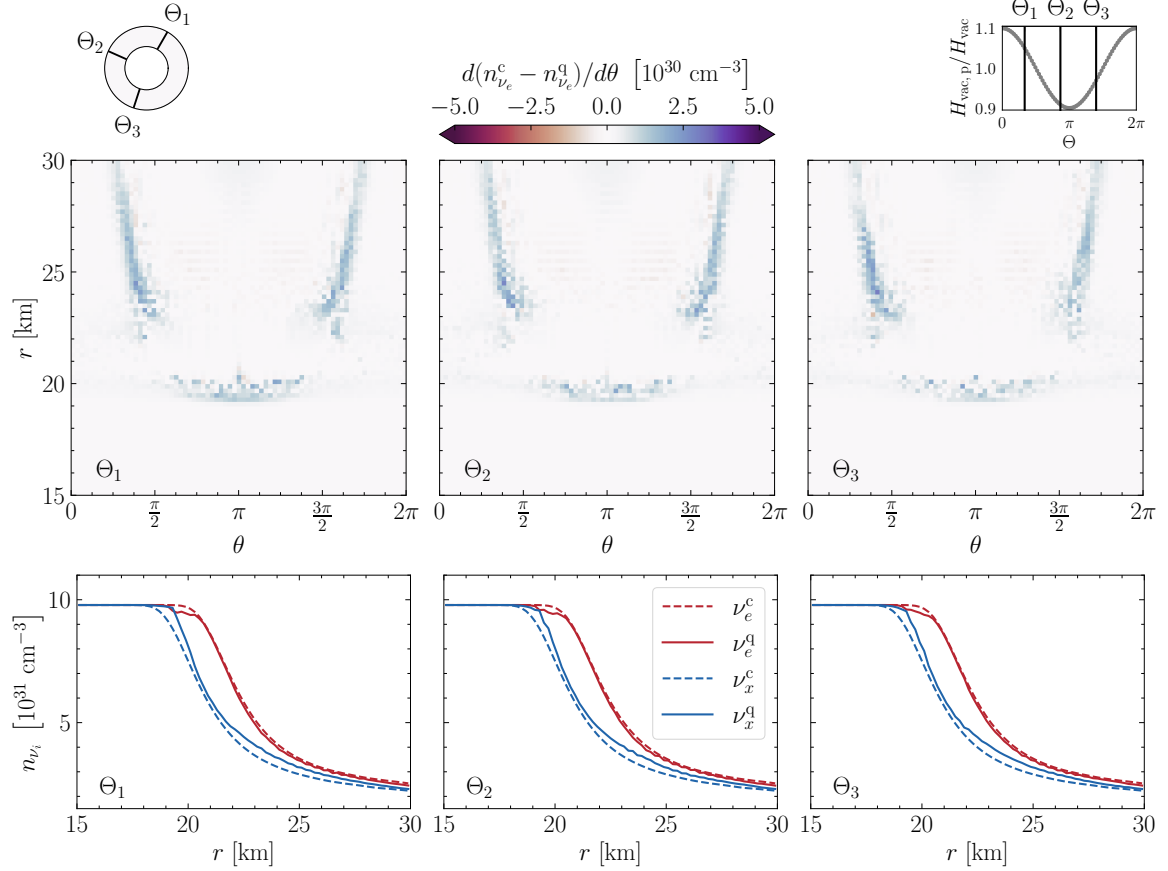 Θ₁
Θ₂
Θ₃
d(n^c_{ν_e} − n^q_{ν_e})/dθ [10^30 cm^−3]
−5.0 −2.5 0.0 2.5 5.0
Θ₁ Θ₂ Θ₃
H_{vac, p}/H_{vac}
1.1
1.0
0.9
0 π 2π
Θ
r [km]
30
25
20
15
Θ₁
Θ₂
Θ₃
0 π/2 π 3π/2 2π
0 π/2 π 3π/2 2π
0 π/2 π 3π/2 2π
θ
θ
θ
n_{ν_i} [10^31 cm^−3]
10
5
ν^c_e
ν^q_e
ν^c_x
ν^q_x
Θ₁
Θ₂
Θ₃
15 20 25 30
15 20 25 30
15 20 25 30
r [km]
r [km]
r [km]